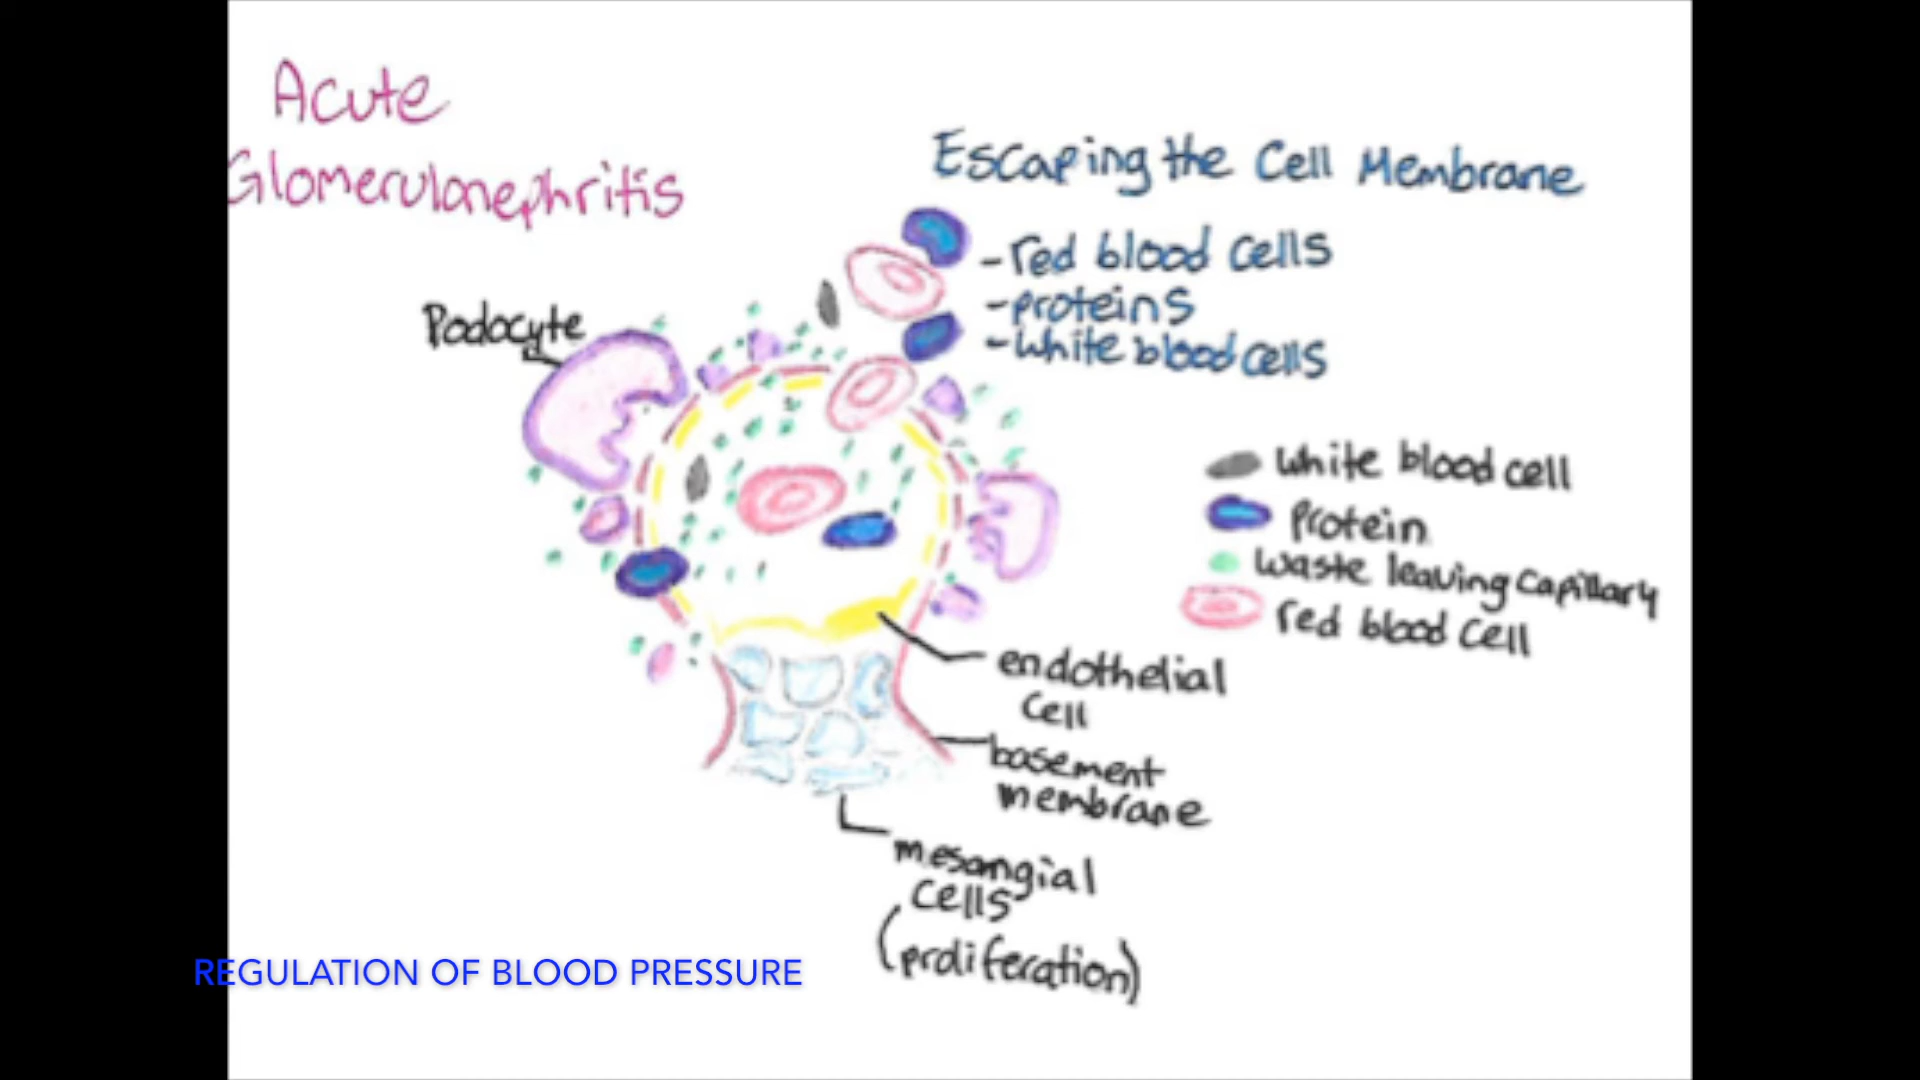 Acute
Glomerulonephritis
Escaping the Cell Membrane
-red blood cells
-proteins
-white blood cells
Podocyte
white blood cell
Protein
waste leaving capillary
red blood cell
endothelial
cell
basement
membrane
mesangial
cells
(proliferation)
REGULATION OF BLOOD PRESSURE